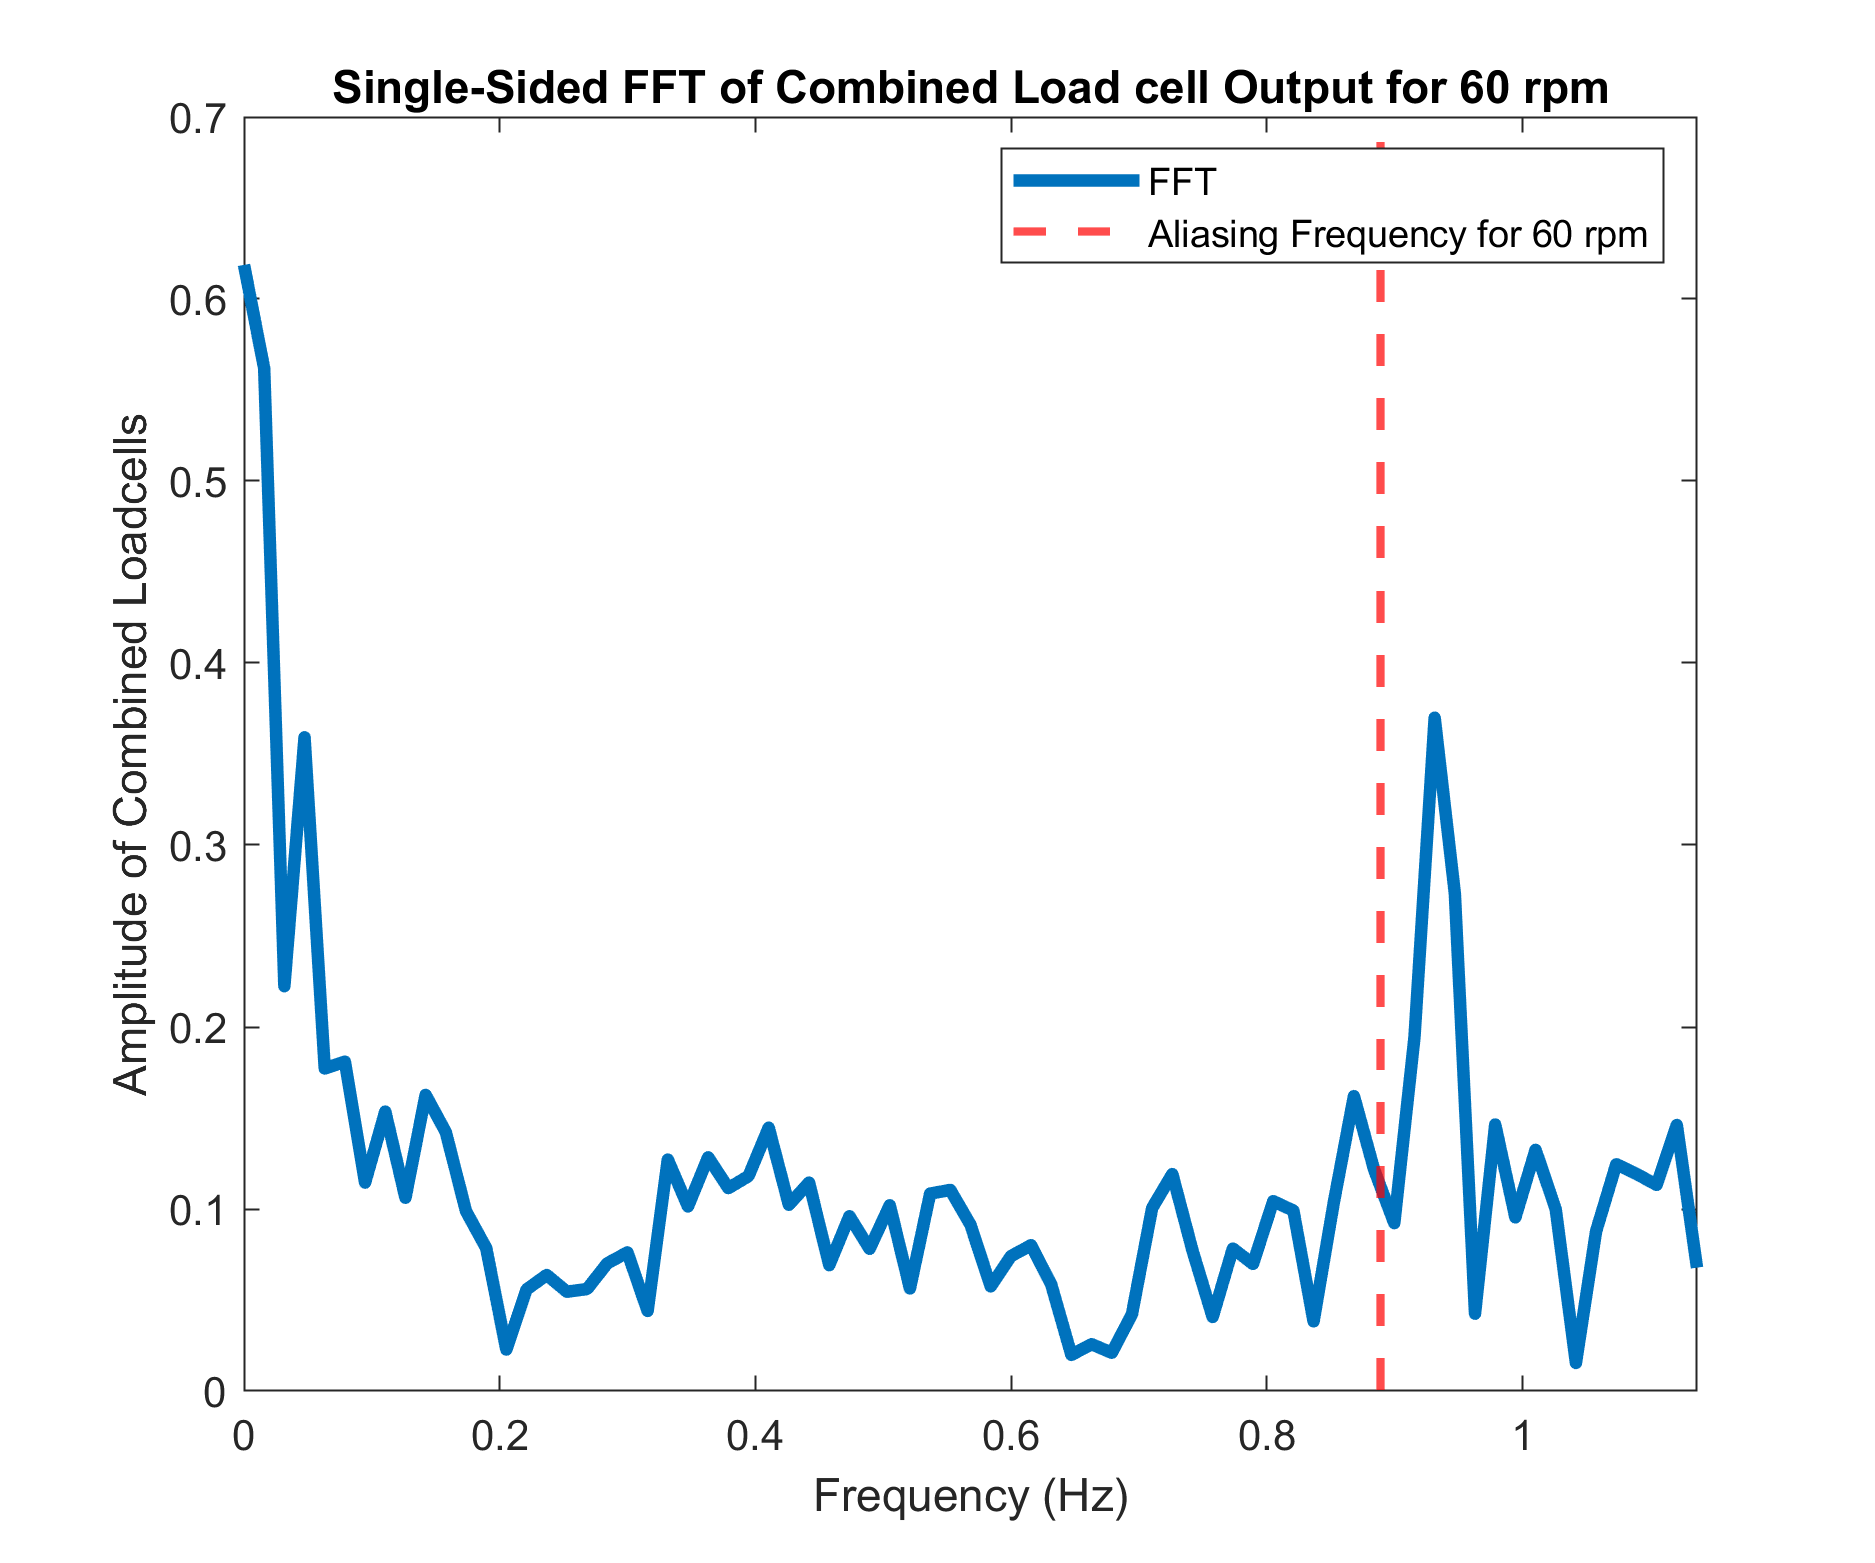 Single-Sided FFT of Combined Load cell Output for 60 rpm
FFT
Aliasing Frequency for 60 rpm
Amplitude of Combined Loadcells
0.7
0.6
0.5
0.4
0.3
0.2
0.1
0
0 0.2 0.4 0.6 0.8 1
Frequency (Hz)